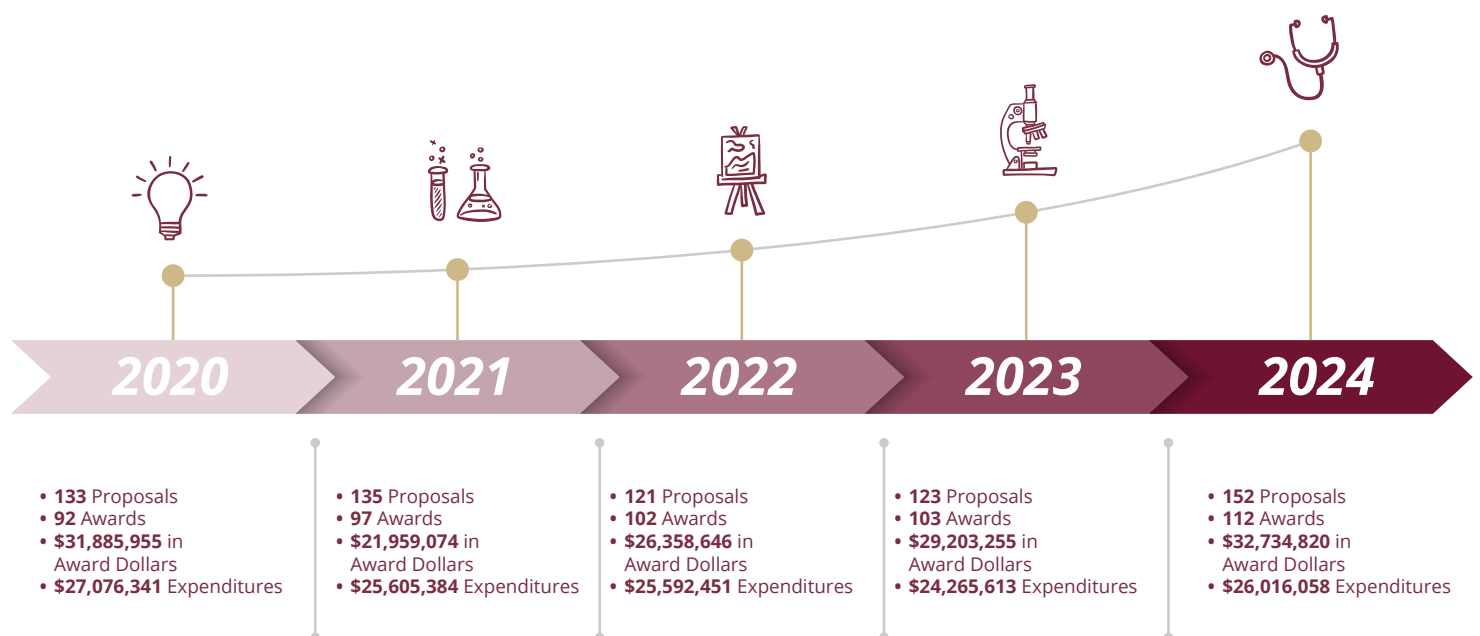 2020
2021
2022
2023
2024
• 133 Proposals
• 92 Awards
• $31,885,955 in
Award Dollars
• $27,076,341 Expenditures
• 135 Proposals
• 97 Awards
• $21,959,074 in
Award Dollars
• $25,605,384 Expenditures
• 121 Proposals
• 102 Awards
• $26,358,646 in
Award Dollars
• $25,592,451 Expenditures
• 123 Proposals
• 103 Awards
• $29,203,255 in
Award Dollars
• $24,265,613 Expenditures
• 152 Proposals
• 112 Awards
• $32,734,820 in
Award Dollars
• $26,016,058 Expenditures